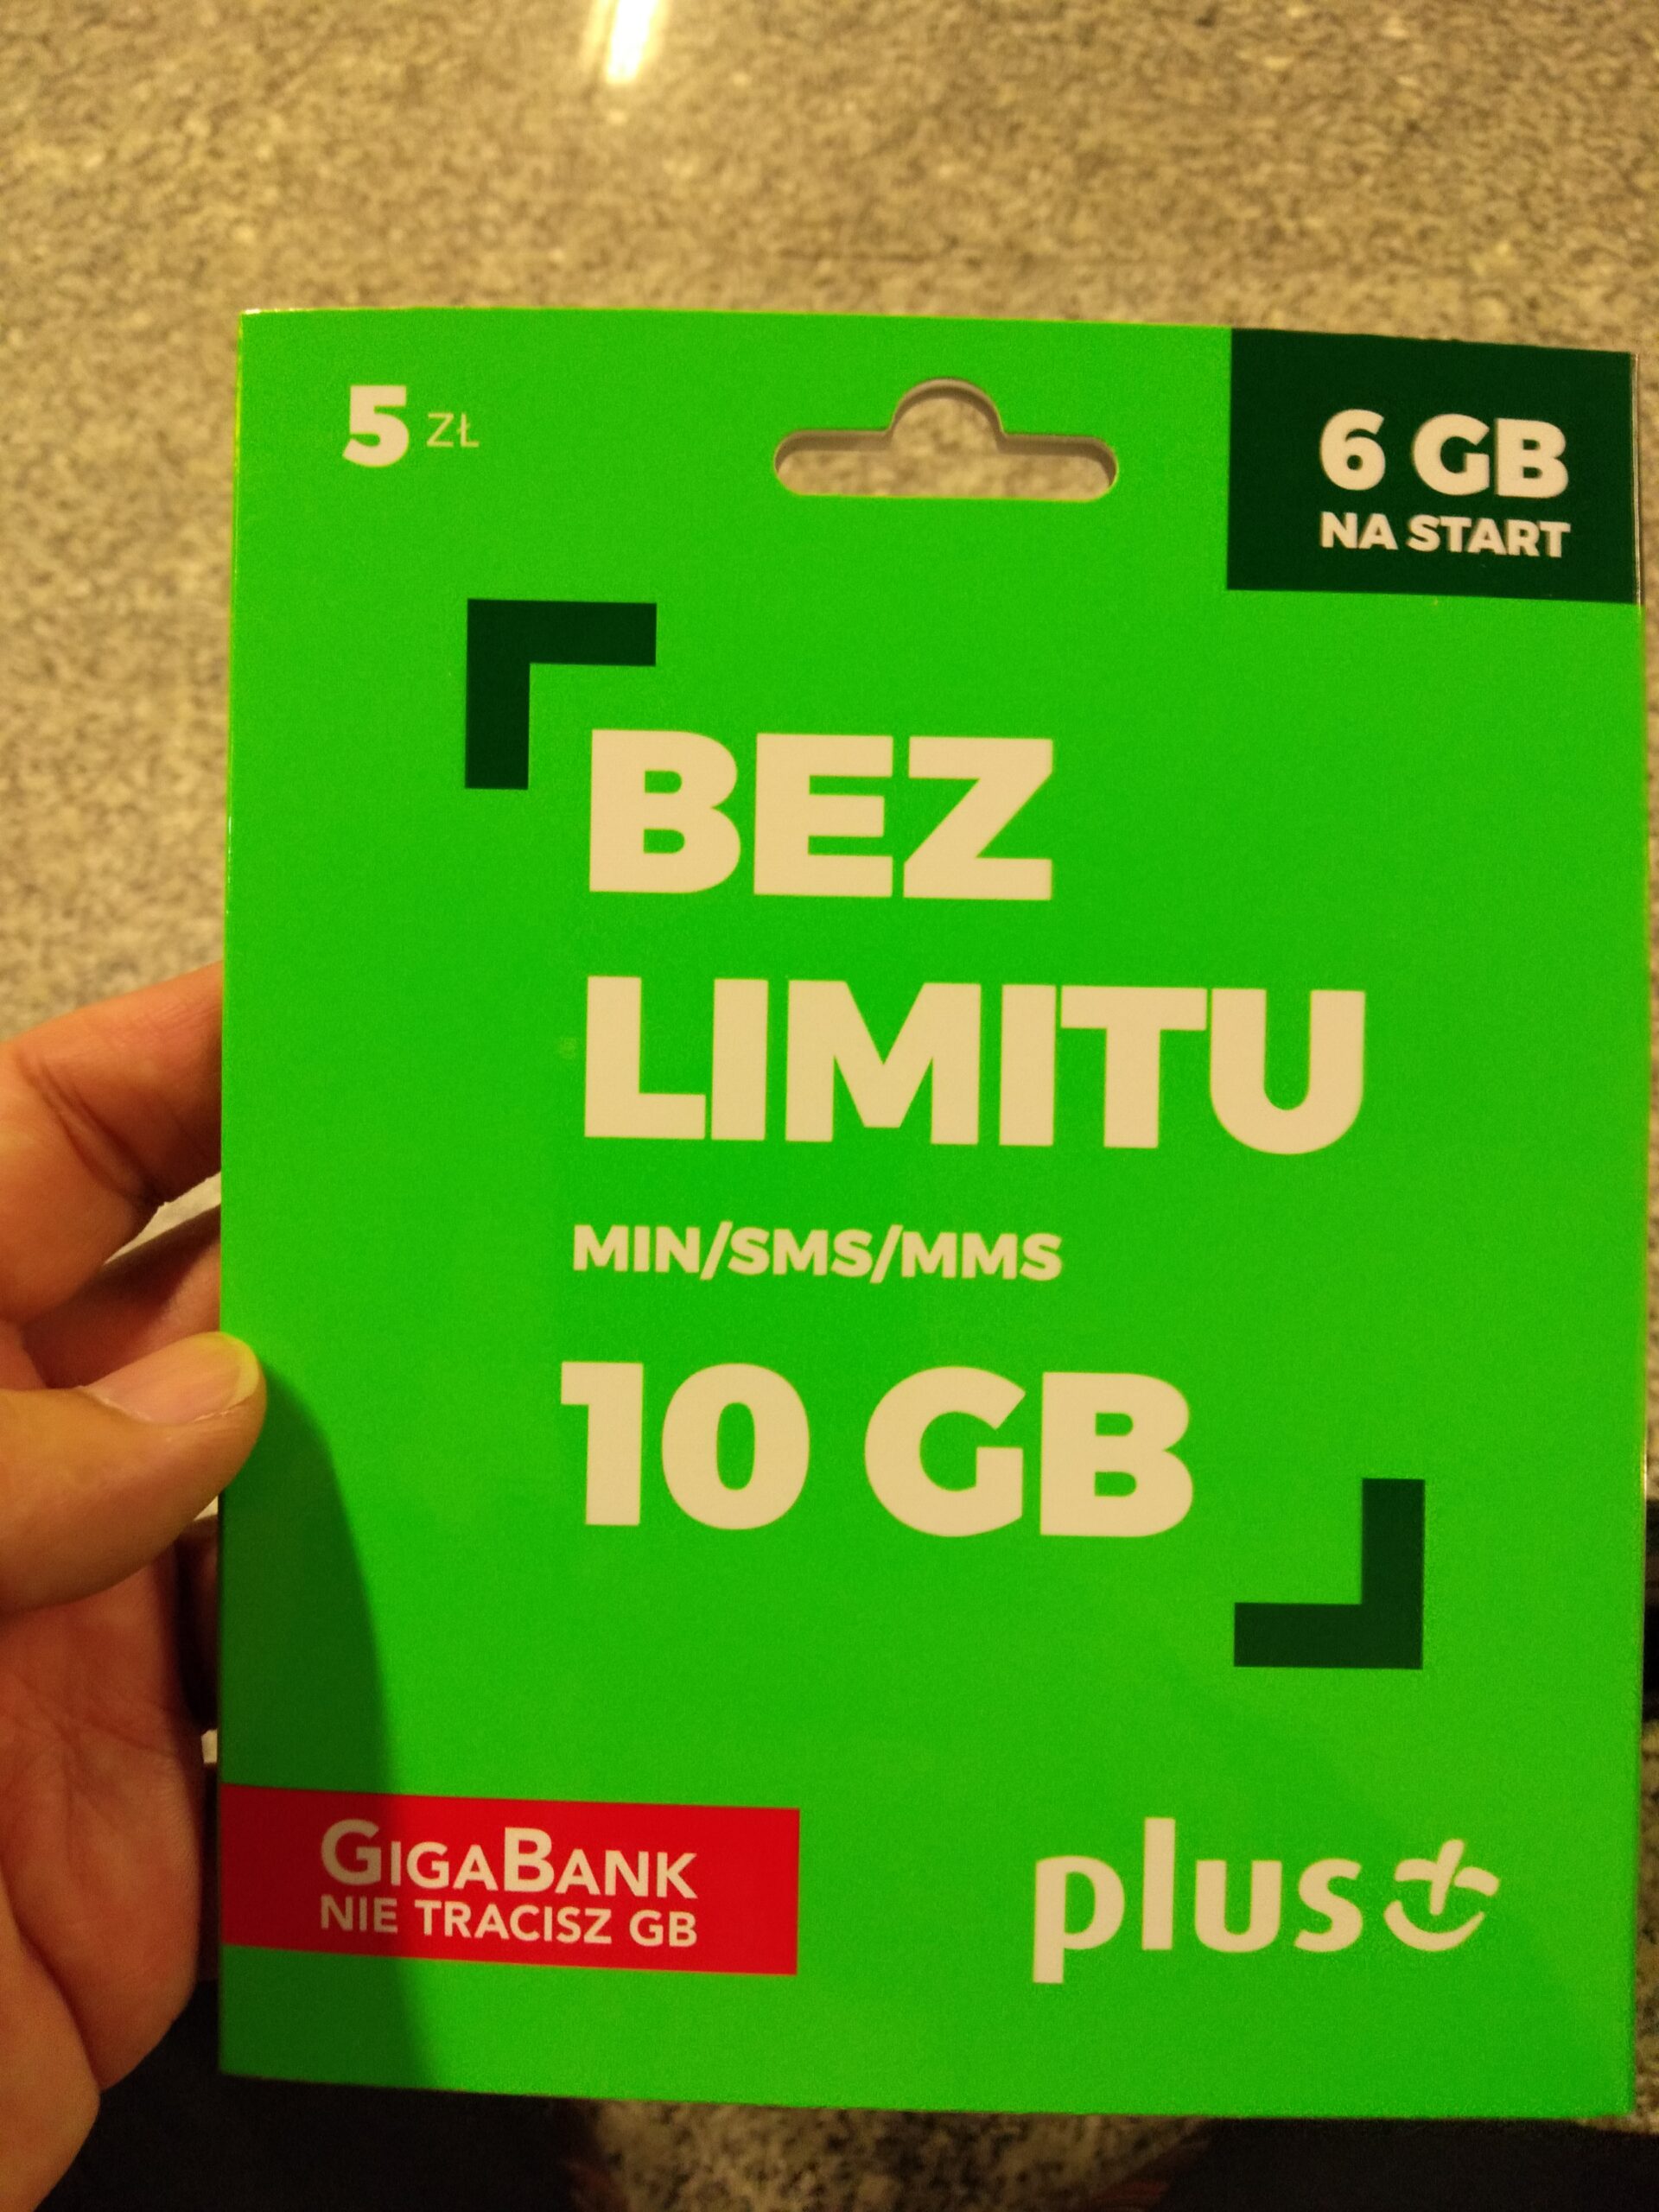 5 ZŁ
6 GB
NA START
BEZ
LIMITU
MIN/SMS/MMS
10 GB
GIGABANK
NIE TRACISZ GB
plus